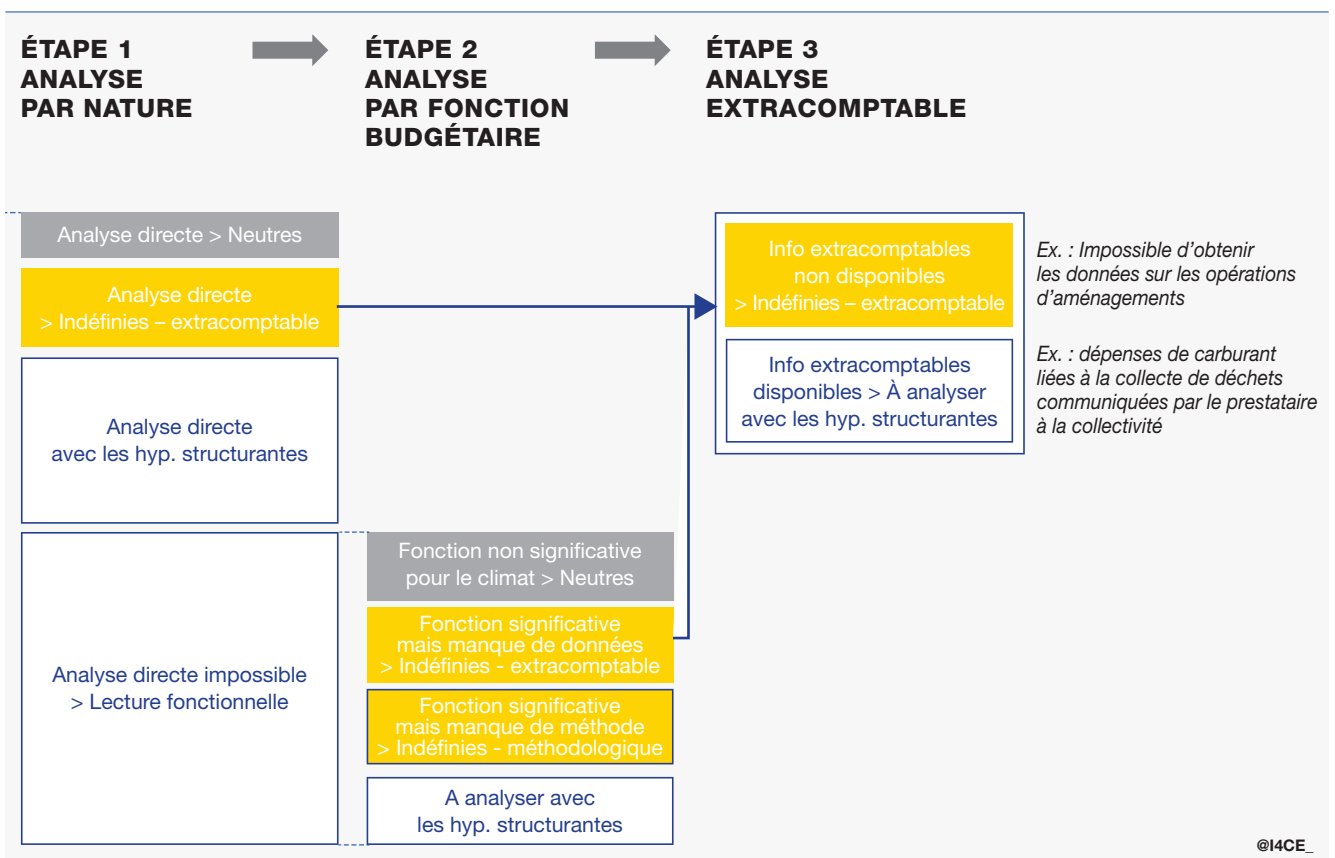 ÉTAPE 1
ANALYSE
PAR NATURE
ÉTAPE 2
ANALYSE
PAR FONCTION
BUDGÉTAIRE
ÉTAPE 3
ANALYSE
EXTRACOMPTABLE
Analyse directe > Neutres
Analyse directe
> Indéfinies – extracomptable
Analyse directe
avec les hyp. structurantes
Analyse directe impossible
> Lecture fonctionnelle
Fonction non significative
pour le climat > Neutres
Fonction significative
mais manque de données
> Indéfinies - extracomptable
Fonction significative
mais manque de méthode
> Indéfinies - méthodologique
A analyser avec
les hyp. structurantes
Info extracomptables
non disponibles
> Indéfinies – extracomptable
Info extracomptables
disponibles > À analyser
avec les hyp. structurantes
Ex. : Impossible d’obtenir
les données sur les opérations
d’aménagements
Ex. : dépenses de carburant
liées à la collecte de déchets
communiquées par le prestataire
à la collectivité
@I4CE_